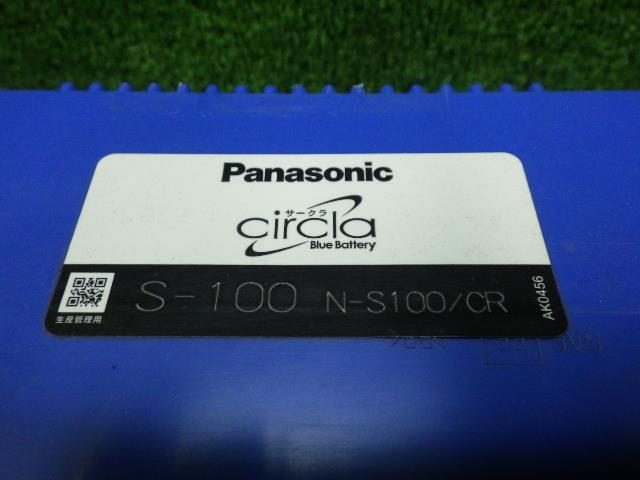 Panasonic
サークラ
circla
Blue Battery
S-100 N-S100/CR
生産管理用
AK0456